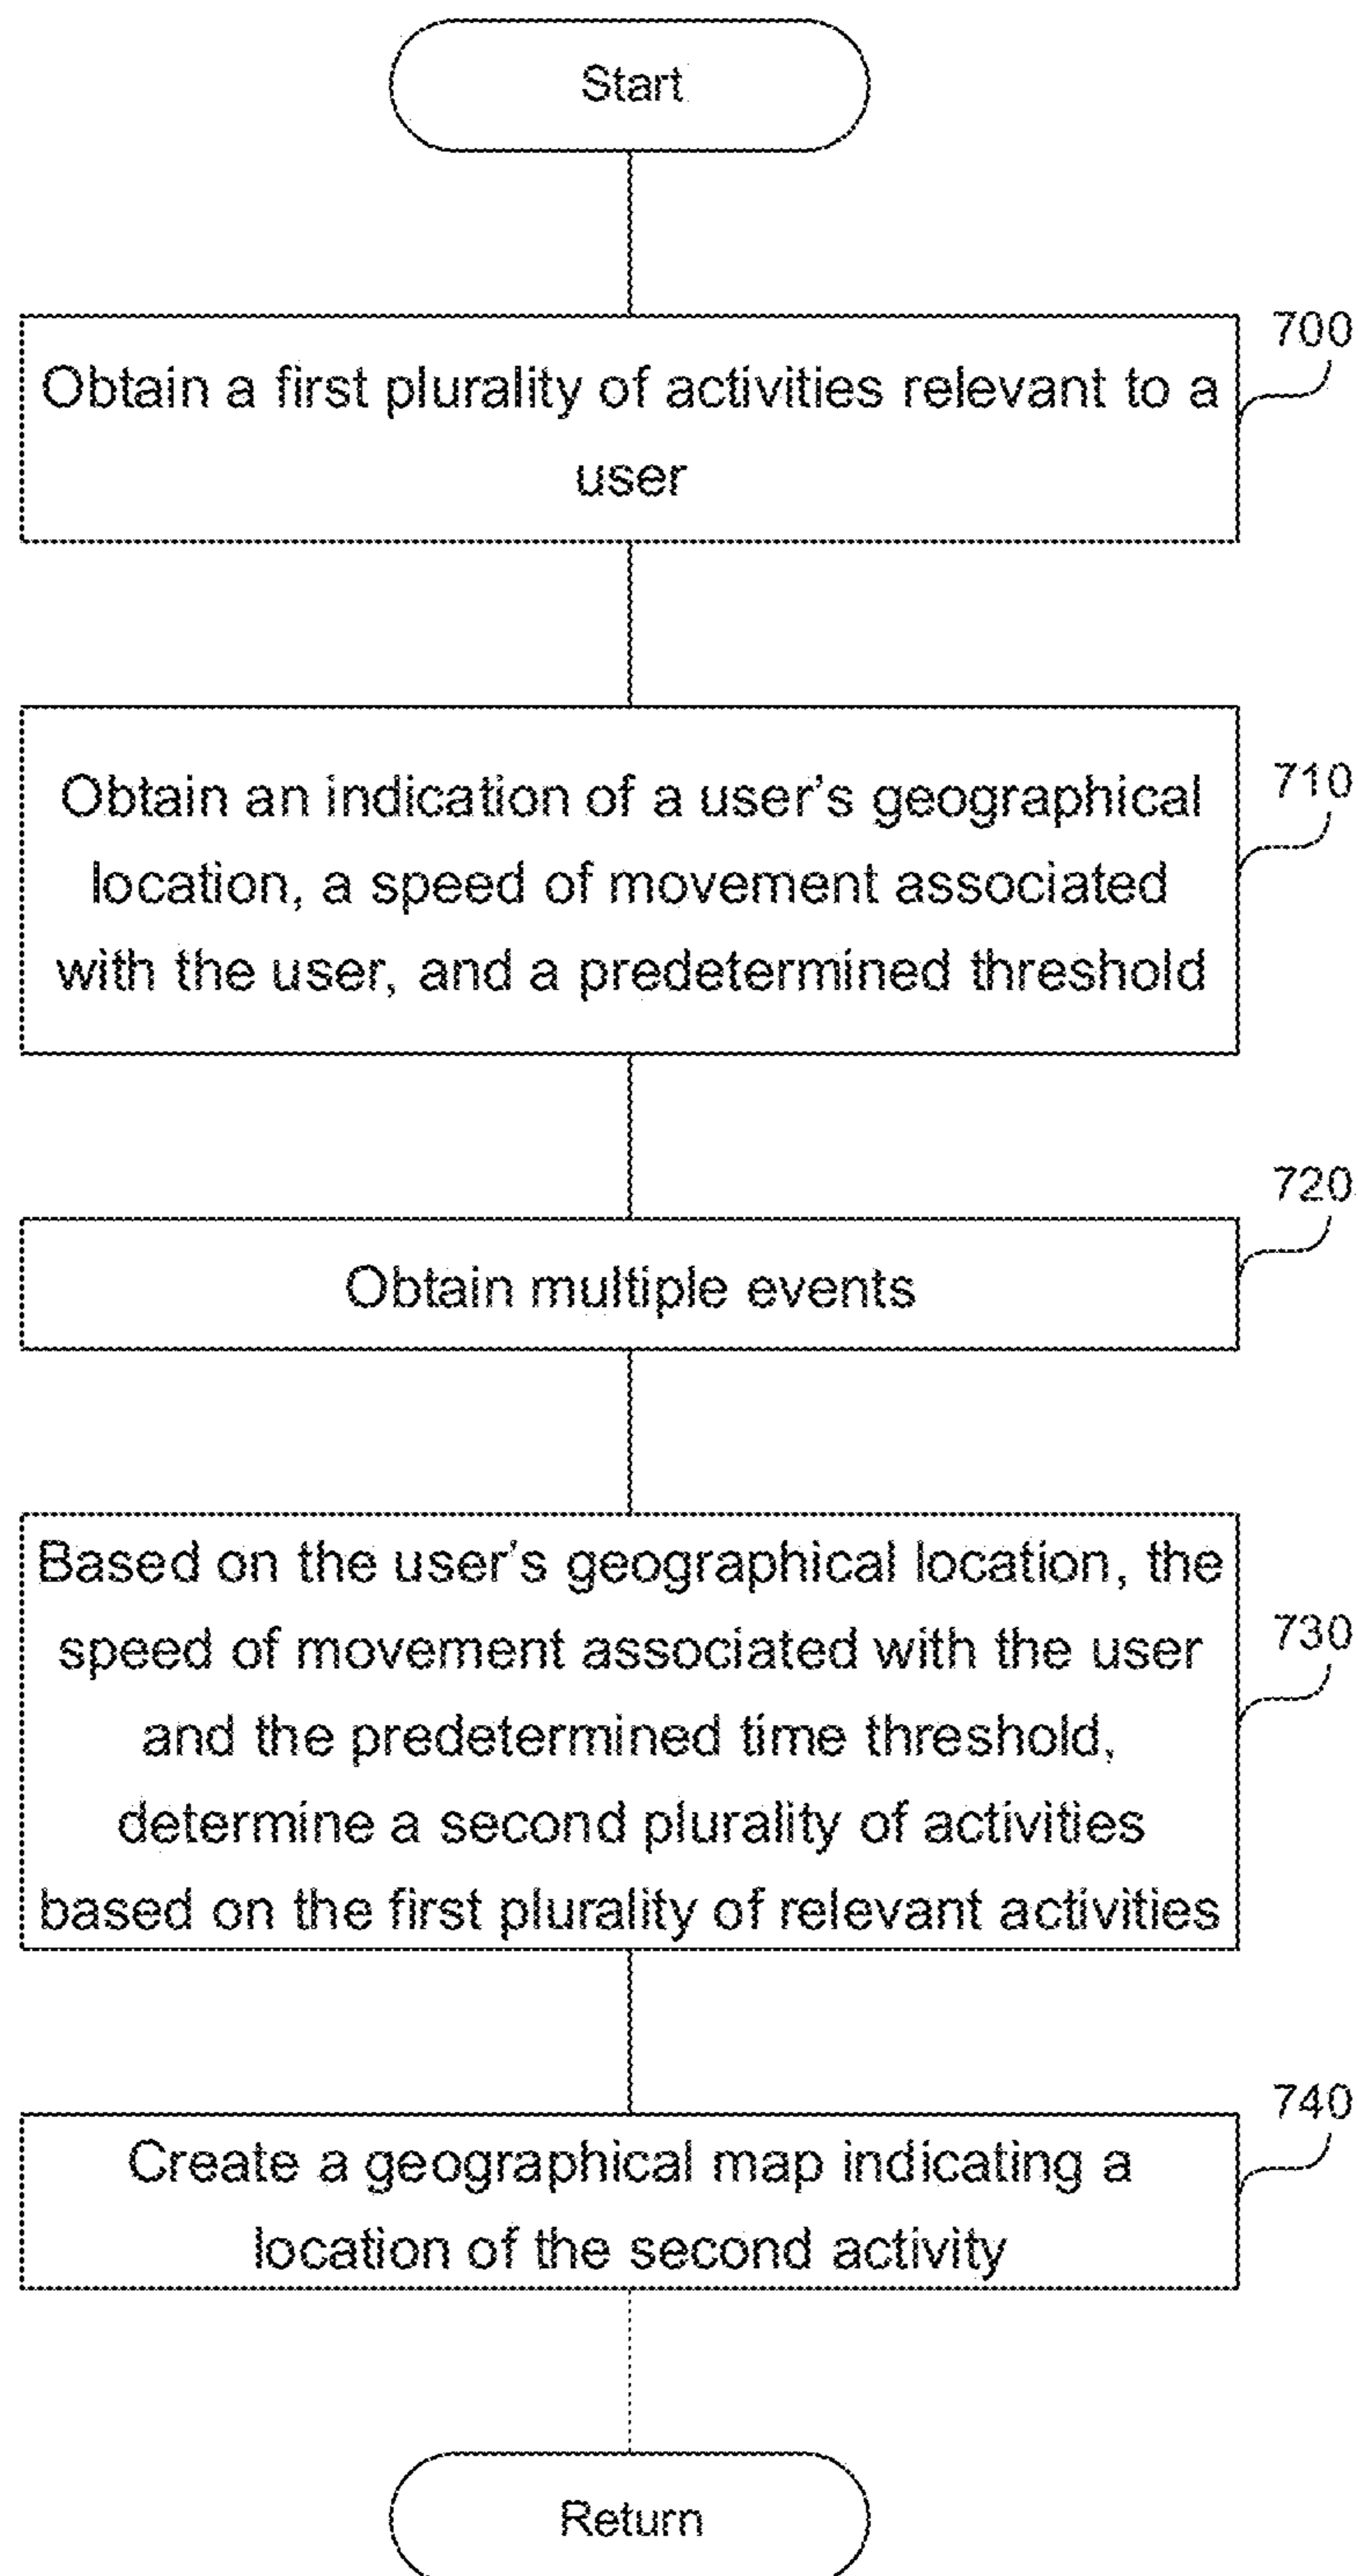 Start
700
Obtain a first plurality of activities relevant to a
user
710
Obtain an indication of a user's geographical
location, a speed of movement associated
with the user, and a predetermined threshold
720
Obtain multiple events
Based on the user's geographical location, the
730
speed of movement associated with the user
and the predetermined time threshold,
determine a second plurality of activities
based on the first plurality of relevant activities
740
Create a geographical map indicating a
location of the second activity
Return